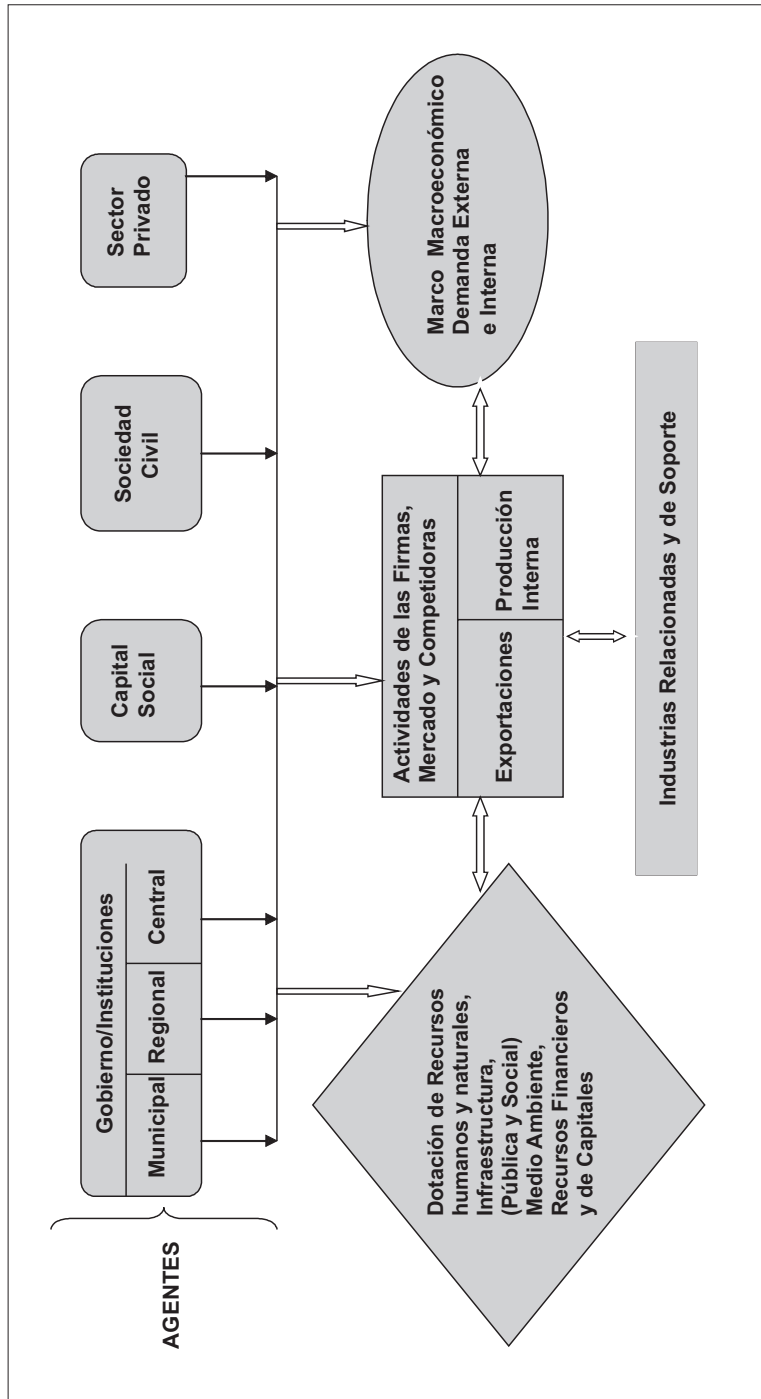 AGENTES
Gobierno/Instituciones
Municipal
Regional
Central
Capital
Social
Sociedad
Civil
Sector
Privado
Dotación de Recursos
humanos y naturales,
Infraestructura,
(Pública y Social)
Medio Ambiente,
Recursos Financieros
y de Capitales
Actividades de las Firmas,
Mercado y Competidoras
Exportaciones
Producción
Interna
Marco Macroeconómico
Demanda Externa
e Interna
Industrias Relacionadas y de Soporte